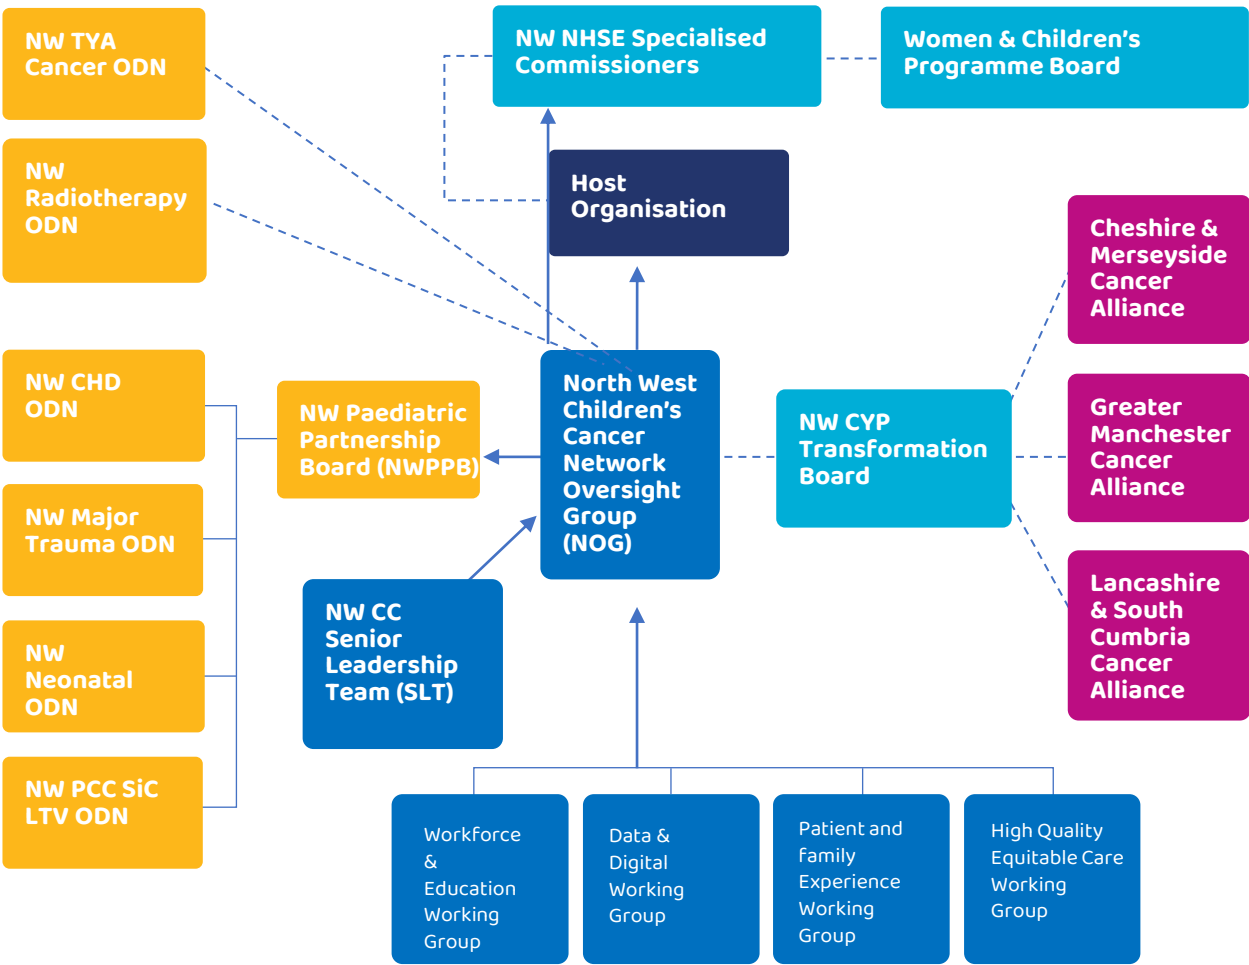 NW TYA
Cancer ODN
NW NHSE Specialised
Commissioners
Women & Children's
Programme Board
NW
Radiotherapy
ODN
Host
Organisation
Cheshire &
Merseyside
Cancer
Alliance
NW CHD
ODN
NW Paediatric
Partnership
Board (NWPPB)
North West
Children's
Cancer
Network
Oversight
Group
(NOG)
NW CYP
Transformation
Board
Greater
Manchester
Cancer
Alliance
NW Major
Trauma ODN
NW CC
Senior
Leadership
Team (SLT)
Lancashire
& South
Cumbria
Cancer
Alliance
NW
Neonatal
ODN
NW PCC SiC
LTV ODN
Workforce
&
Education
Working
Group
Data &
Digital
Working
Group
Patient and
family
Experience
Working
Group
High Quality
Equitable Care
Working
Group